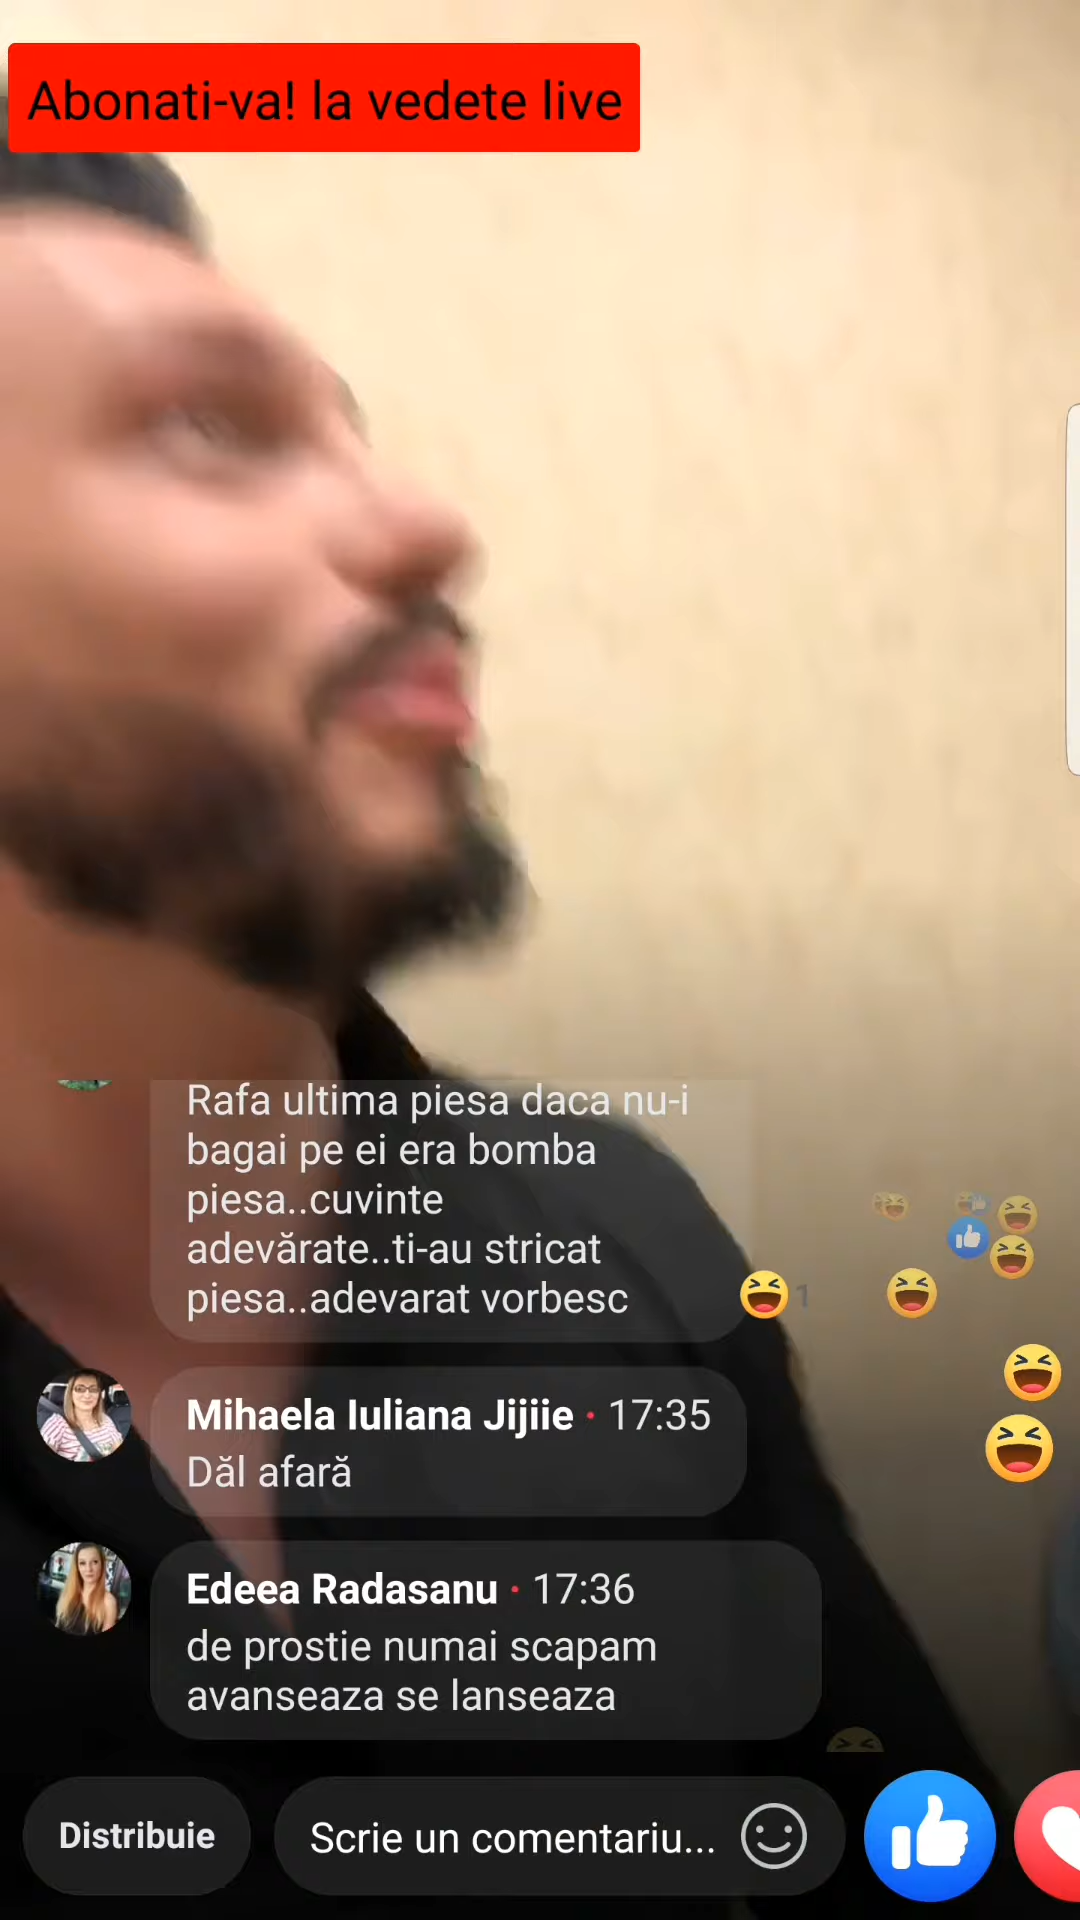 Abonati-va! la vedete live
Rafa ultima piesa daca nu-i
bagai pe ei era bomba
piesa..cuvinte
adevărate..ti-au stricat
piesa..adevarat vorbesc
1
Mihaela Iuliana Jijiie • 17:35
Dăl afară
Edeea Radasanu • 17:36
de prostie numai scapam
avanseaza se lanseaza
Distribuie
Scrie un comentariu...